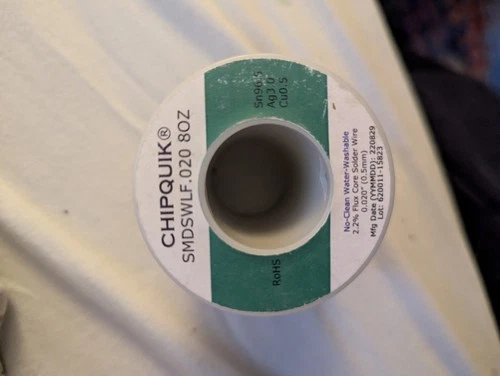 CHIPQUIK®
SMDSWLF.020 8OZ
Sn96.5
Ag3.0
Cu0.5
RoHS
No-Clean Water-Washable
2.2% Flux Core Solder Wire
0.020" (0.5mm)
Mfg Date (YYMMDD): 220829
Lot: 620011-15823